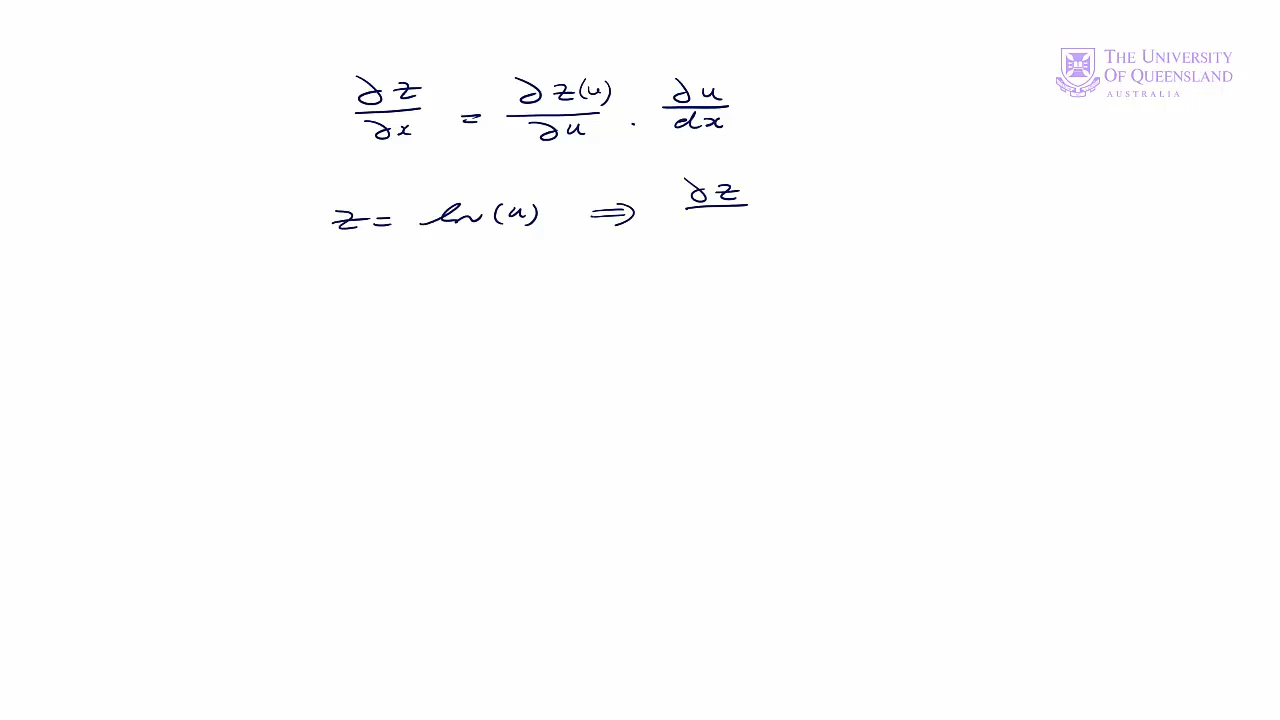 THE UNIVERSITY
OF QUEENSLAND
AUSTRALIA
∂z/∂x = ∂z(u)/∂u . ∂u/dx
z = ln(u) ⇒ ∂z/